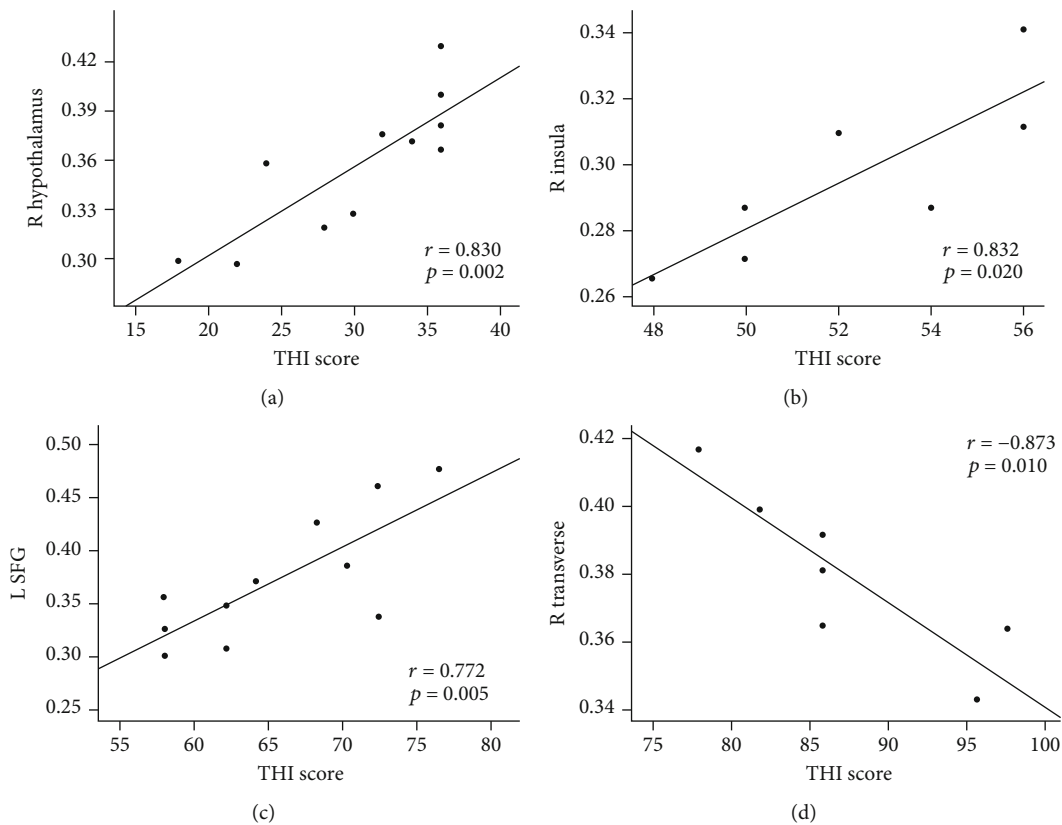 R hypothalamus
0.42
0.39
0.36
0.33
0.30
r = 0.830
p = 0.002
15 20 25 30 35 40
THI score
(a)
R insula
0.34
0.32
0.30
0.28
0.26
r = 0.832
p = 0.020
48 50 52 54 56
THI score
(b)
L SFG
0.50
0.45
0.40
0.35
0.30
0.25
r = 0.772
p = 0.005
55 60 65 70 75 80
THI score
(c)
R transverse
0.42
0.40
0.38
0.36
0.34
r = −0.873
p = 0.010
75 80 85 90 95 100
THI score
(d)